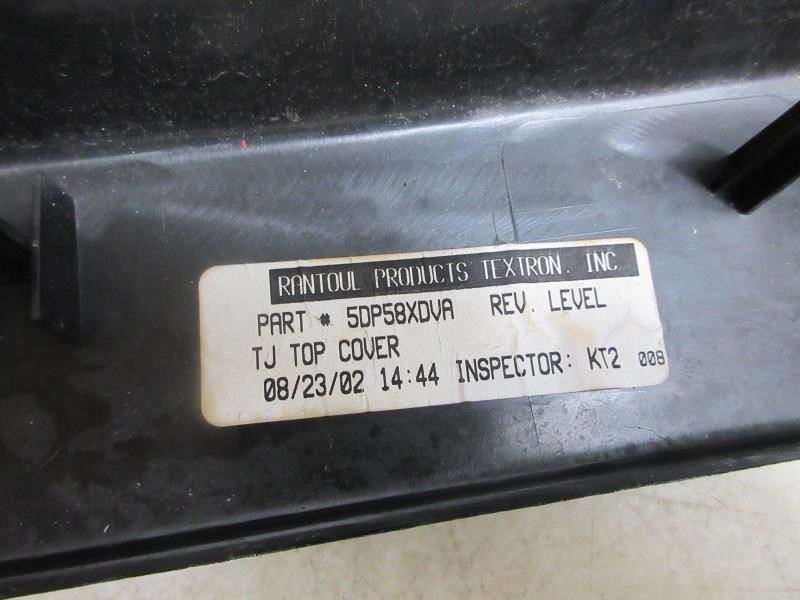 RANTOUL PRODUCTS TEXTRON. INC
PART # 5DP58XDVA REV. LEVEL
TJ TOP COVER
08/23/02 14:44 INSPECTOR: KT2 008